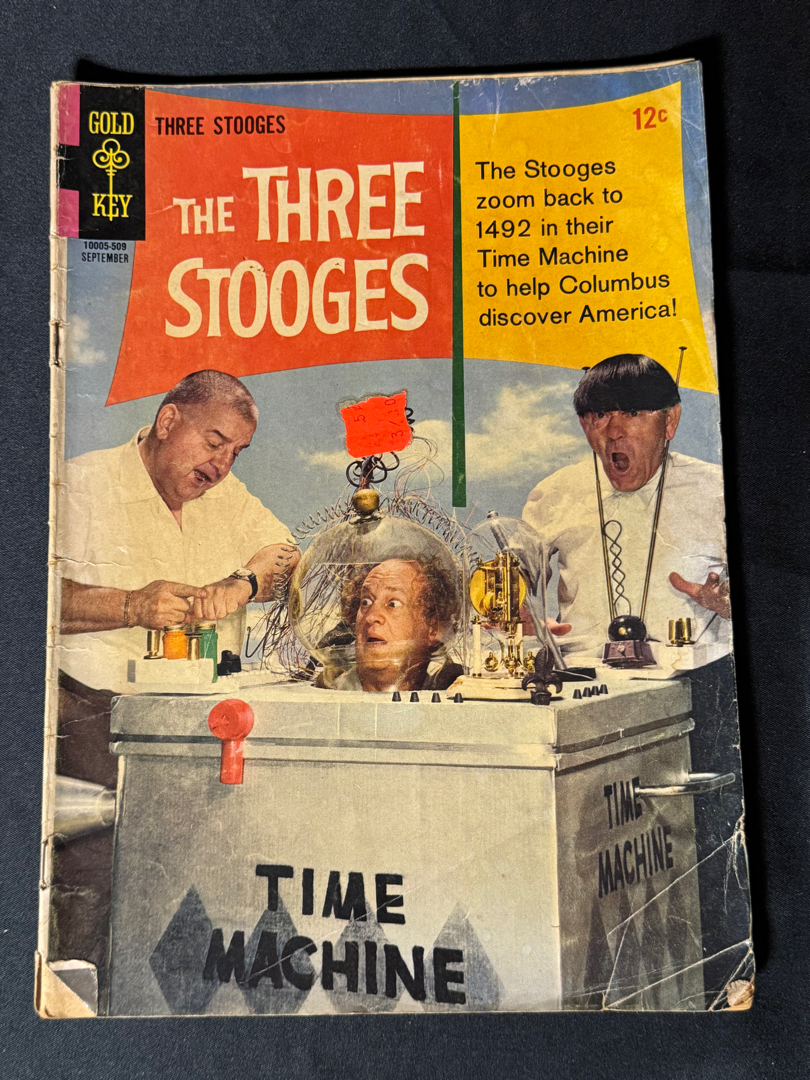 GOLD
KEY
10005-509
SEPTEMBER
THREE STOOGES
THE THREE
STOOGES
12c
The Stooges
zoom back to
1492 in their
Time Machine
to help Columbus
discover America!
TIME
MACHINE
TIME
MACHINE